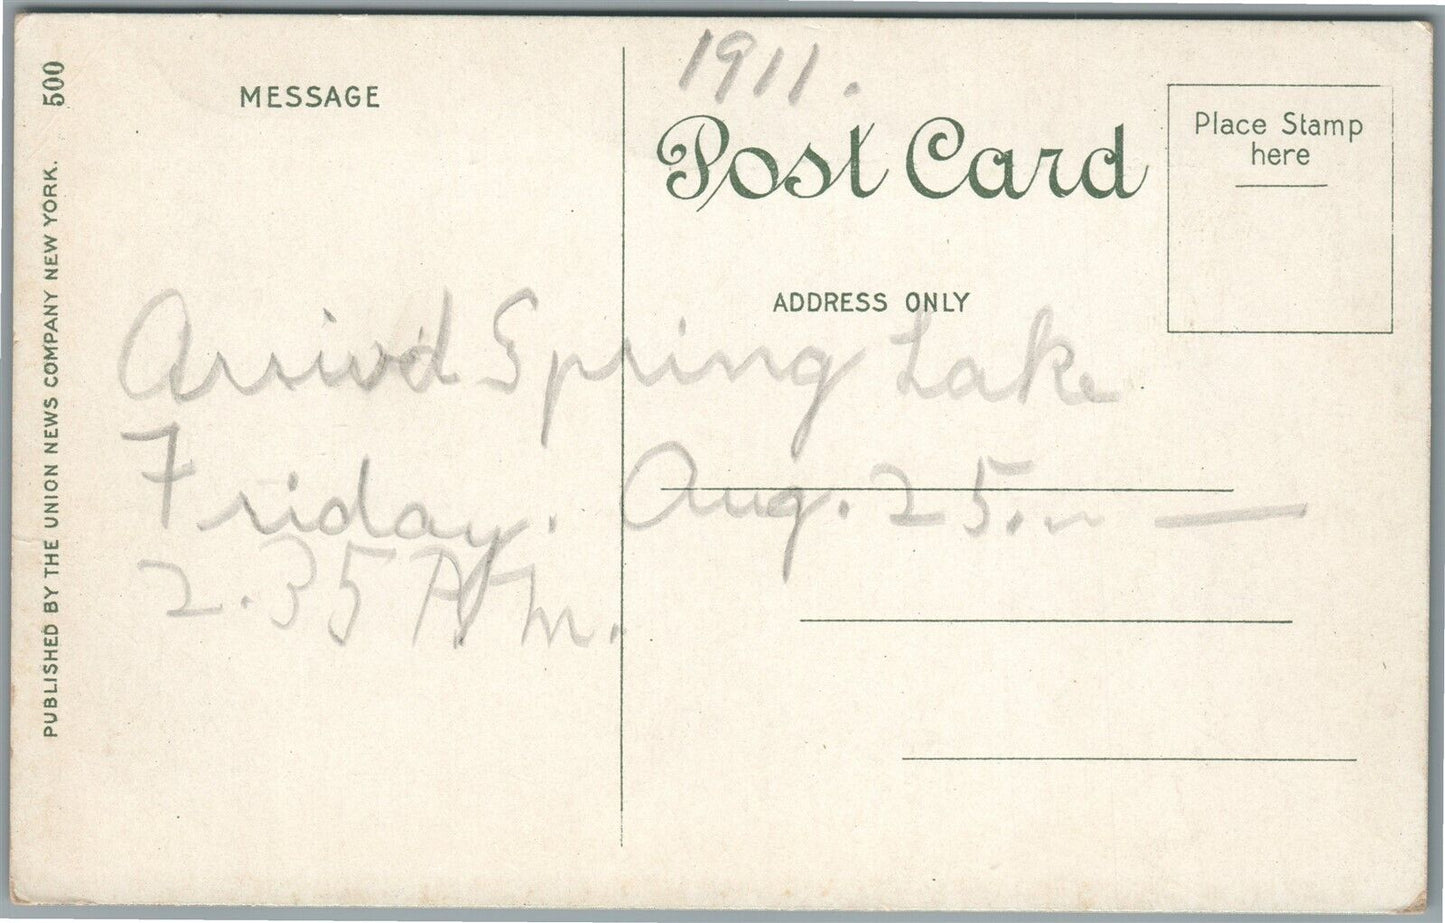 500
PUBLISHED BY THE UNION NEWS COMPANY NEW YORK.
MESSAGE
1911.
Post Card
Place Stamp
here
ADDRESS ONLY
Arriv'd Spring Lake
Friday. Aug. 25.
2.35 P.M.